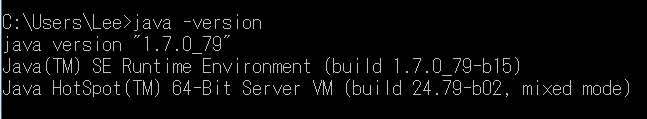 C:\Users\Lee>java -version
java version "1.7.0_79"
Java(TM) SE Runtime Environment (build 1.7.0_79-b15)
Java HotSpot(TM) 64-Bit Server VM (build 24.79-b02, mixed mode)